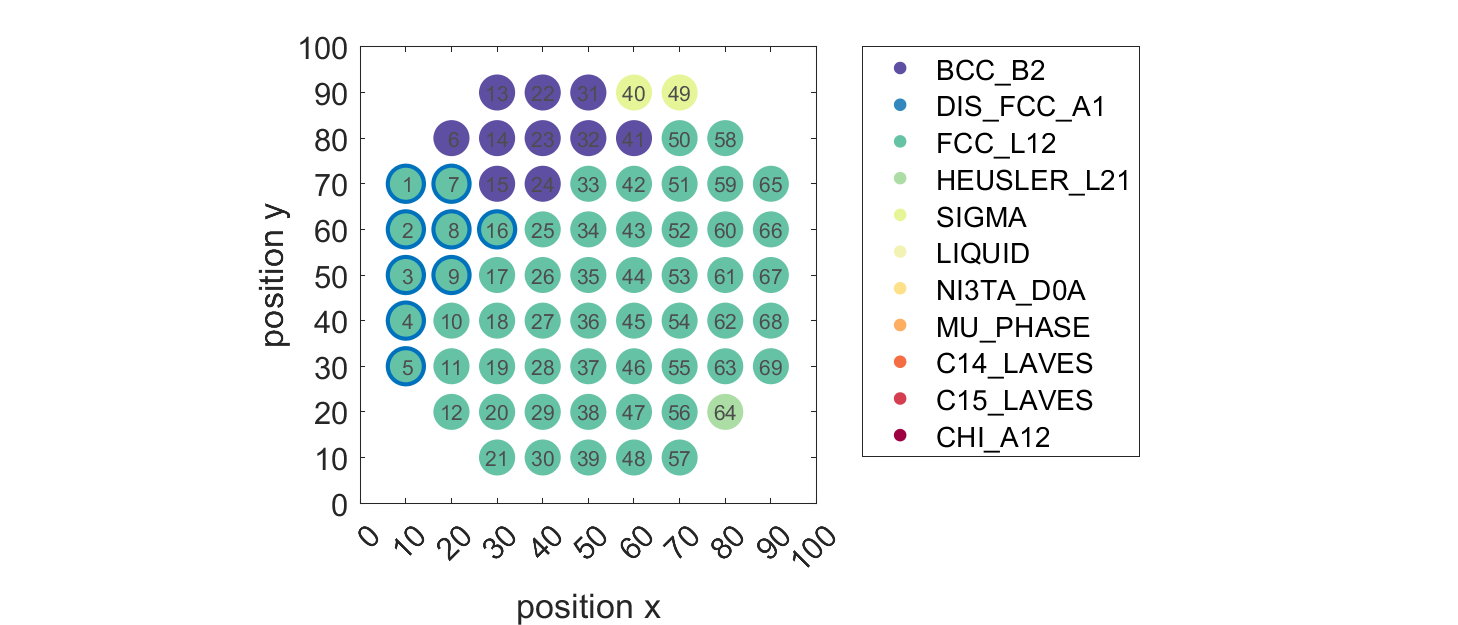 100
90
80
70
60
50
40
30
20
10
0
position y
13 22 31 40 49
6 14 23 32 41 50 58
1 7 15 24 33 42 51 59 65
2 8 16 25 34 43 52 60 66
3 9 17 26 35 44 53 61 67
4 10 18 27 36 45 54 62 68
5 11 19 28 37 46 55 63 69
12 20 29 38 47 56 64
21 30 39 48 57
0 10 20 30 40 50 60 70 80 90 100
position x
BCC_B2
DIS_FCC_A1
FCC_L12
HEUSLER_L21
SIGMA
LIQUID
NI3TA_D0A
MU_PHASE
C14_LAVES
C15_LAVES
CHI_A12